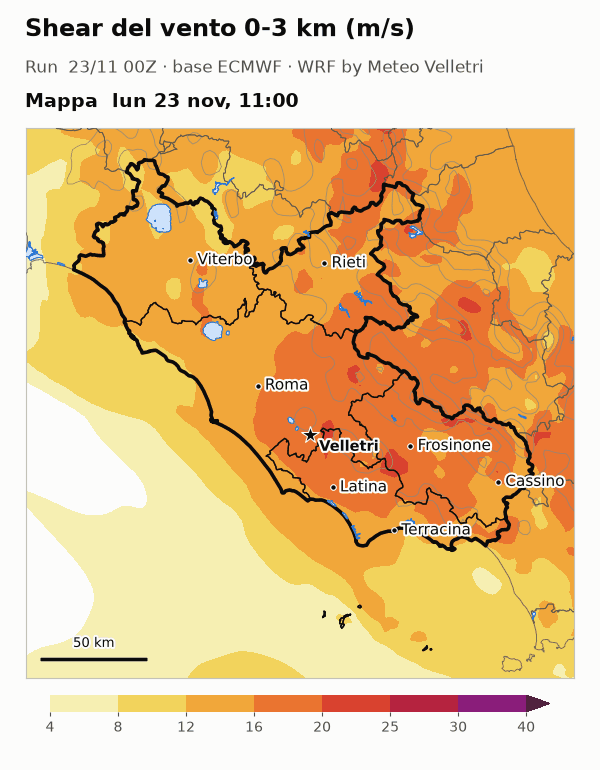 Shear del vento 0-3 km (m/s)
Run  23/11 00Z · base ECMWF · WRF by Meteo Velletri
Mappa  lun 23 nov, 11:00
Viterbo
Rieti
Roma
Velletri
Frosinone
Latina
Cassino
Terracina
50 km
4 8 12 16 20 25 30 40